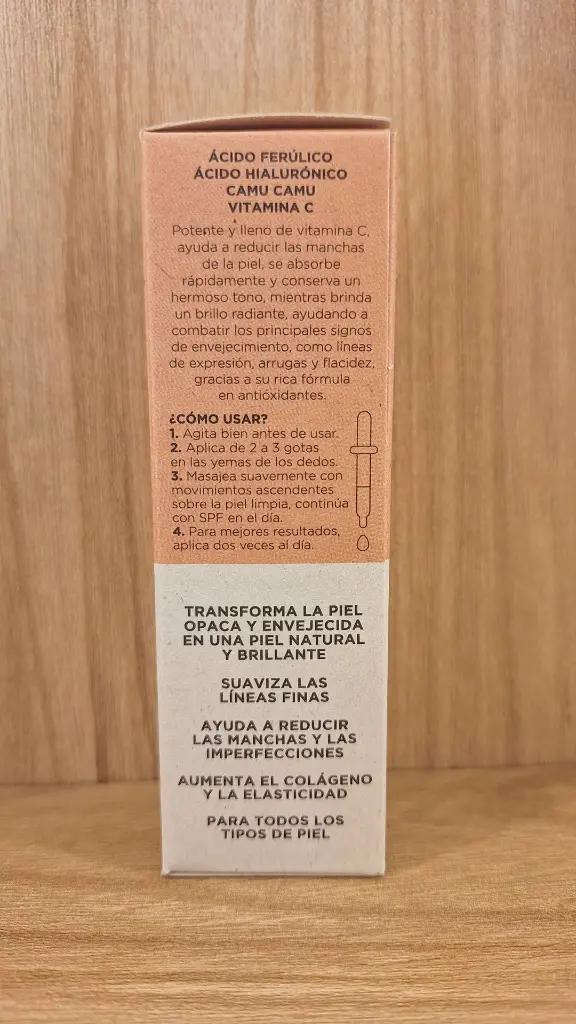 ÁCIDO FERÚLICO
ÁCIDO HIALURÓNICO
CAMU CAMU
VITAMINA C
Potente y lleno de vitamina C,
ayuda a reducir las manchas
de la piel, se absorbe
rápidamente y conserva un
hermoso tono, mientras brinda
un brillo radiante, ayudando a
combatir los principales signos
de envejecimiento, como líneas
de expresión, arrugas y flacidez,
gracias a su rica fórmula
en antióxidantes.
¿CÓMO USAR?
1. Agita bien antes de usar.
2. Aplica de 2 a 3 gotas
en las yemas de los dedos.
3. Masajea suavemente con
movimientos ascendentes
sobre la piel limpia, continúa
con SPF en el día.
4. Para mejores resultados,
aplica dos veces al día.
TRANSFORMA LA PIEL
OPACA Y ENVEJECIDA
EN UNA PIEL NATURAL
Y BRILLANTE
SUAVIZA LAS
LÍNEAS FINAS
AYUDA A REDUCIR
LAS MANCHAS Y LAS
IMPERFECCIONES
AUMENTA EL COLÁGENO
Y LA ELASTICIDAD
PARA TODOS LOS
TIPOS DE PIEL